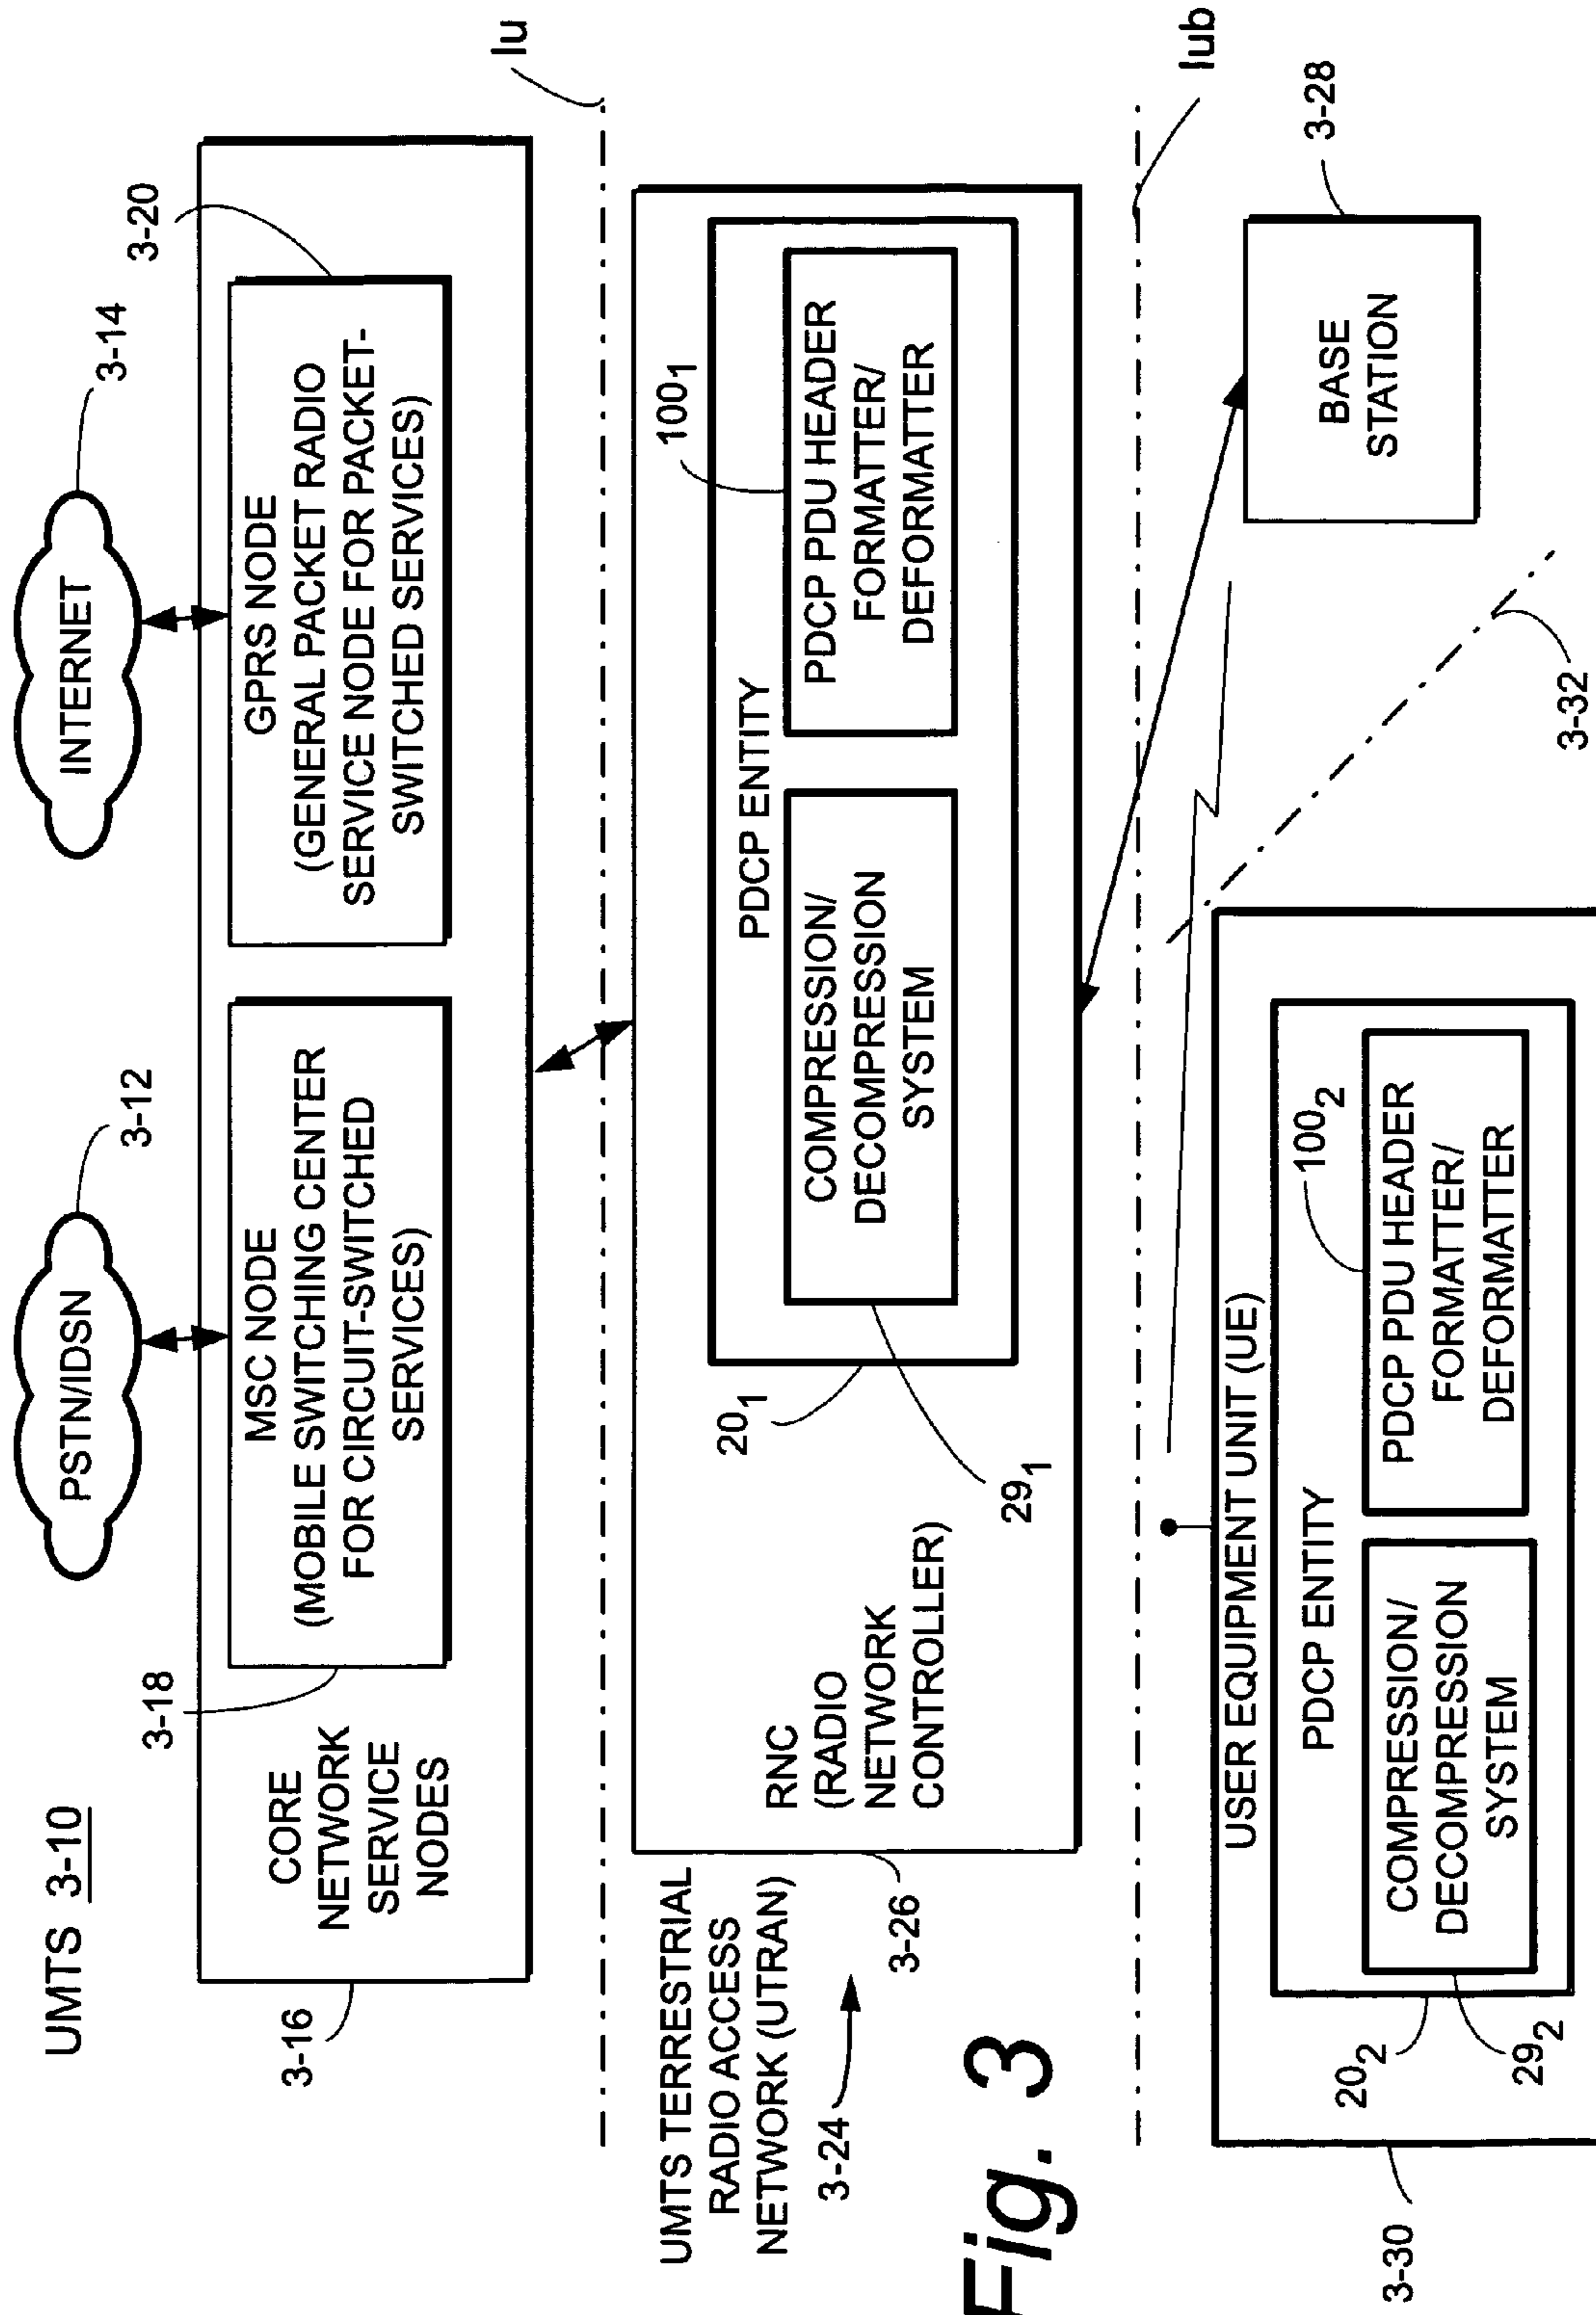 UMTS 3-10
PSTN/IDSN
3-12
INTERNET
3-14
3-16
CORE
NETWORK
SERVICE
NODES
3-18
MSC NODE
(MOBILE SWITCHING CENTER
FOR CIRCUIT-SWITCHED
SERVICES)
GPRS NODE
(GENERAL PACKET RADIO
SERVICE NODE FOR PACKET-
SWITCHED SERVICES)
3-20
Iu
UMTS TERRESTRIAL
RADIO ACCESS
NETWORK (UTRAN)
3-24
3-26
RNC
(RADIO
NETWORK
CONTROLLER)
20₁
29₁
PDCP ENTITY
COMPRESSION/
DECOMPRESSION
SYSTEM
100₁
PDCP PDU HEADER
FORMATTER/
DEFORMATTER
Iub
3-30
USER EQUIPMENT UNIT (UE)
20₂
29₂
PDCP ENTITY
COMPRESSION/
DECOMPRESSION
SYSTEM
100₂
PDCP PDU HEADER
FORMATTER/
DEFORMATTER
3-32
BASE
STATION
3-28
Fig. 3